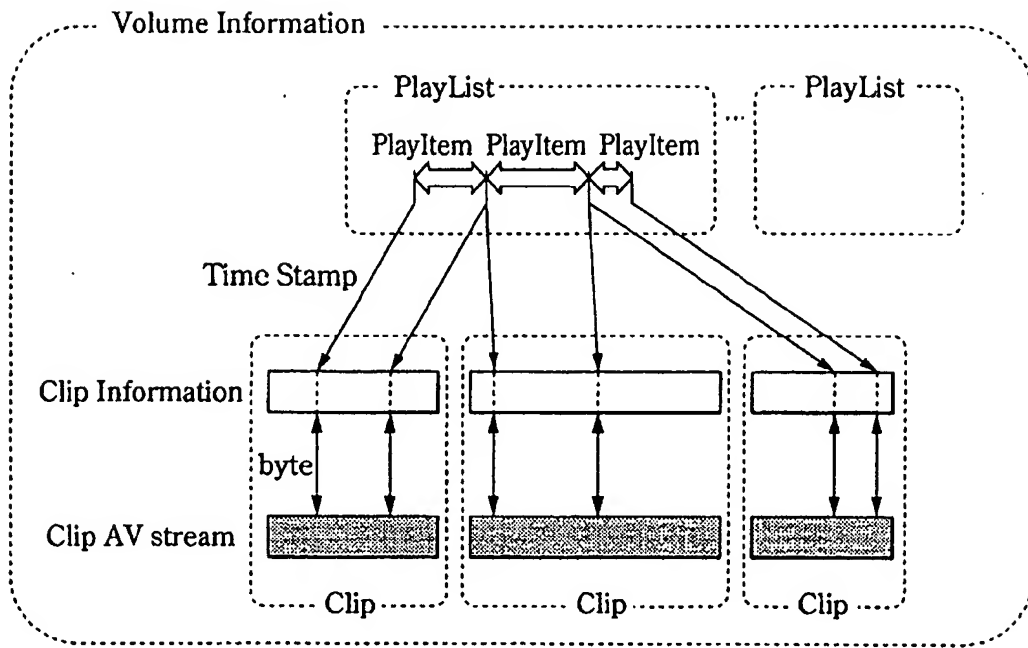 Volume Information
PlayList
...
PlayList
PlayItem PlayItem PlayItem
Time Stamp
Clip Information
byte
Clip AV stream
Clip
Clip
Clip